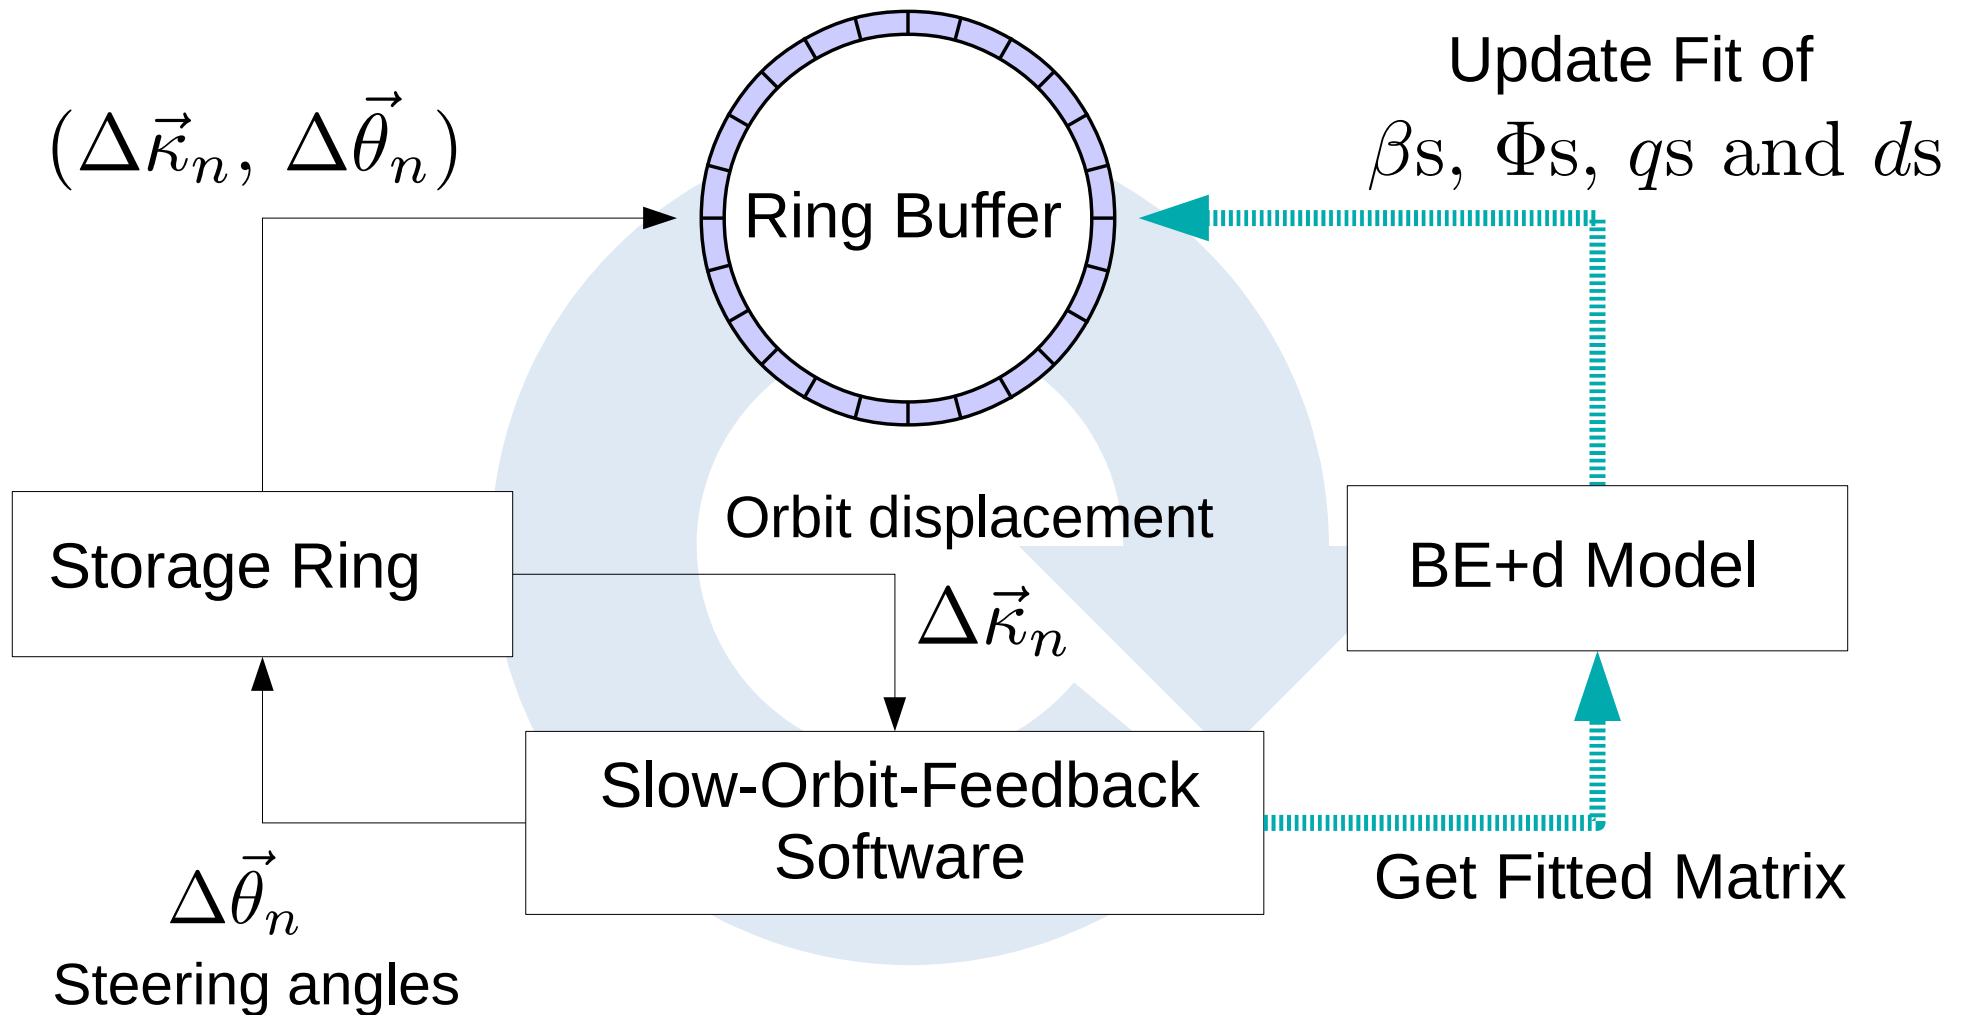 Update Fit of
βs, Φs, qs and ds
(Δκ⃗ₙ, Δθ⃗ₙ)
Ring Buffer
Orbit displacement
Storage Ring
Δκ⃗ₙ
BE+d Model
Slow-Orbit-Feedback
Software
Δθ⃗ₙ
Steering angles
Get Fitted Matrix